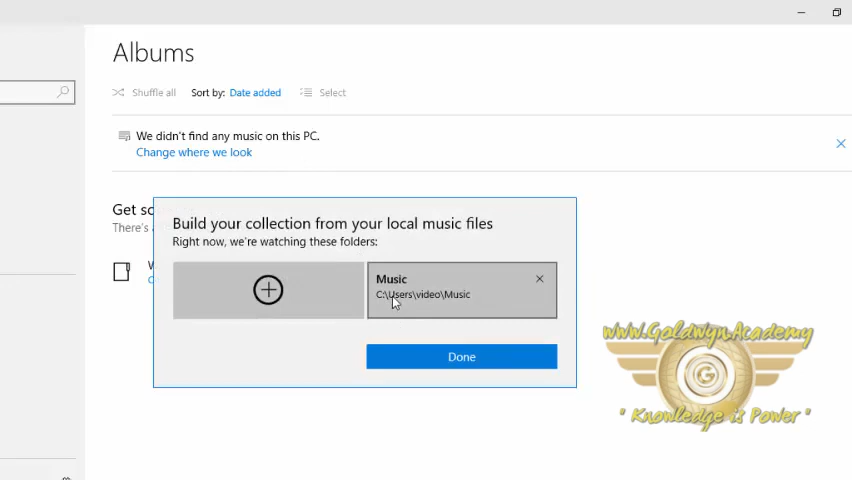 Albums
Shuffle all Sort by: Date added Select
We didn't find any music on this PC.
Change where we look
Get so
There's
Build your collection from your local music files
Right now, we're watching these folders:
Music
C:\Users\video\Music
Done
www.Goldwyn.Academy
G
" Knowledge is Power "